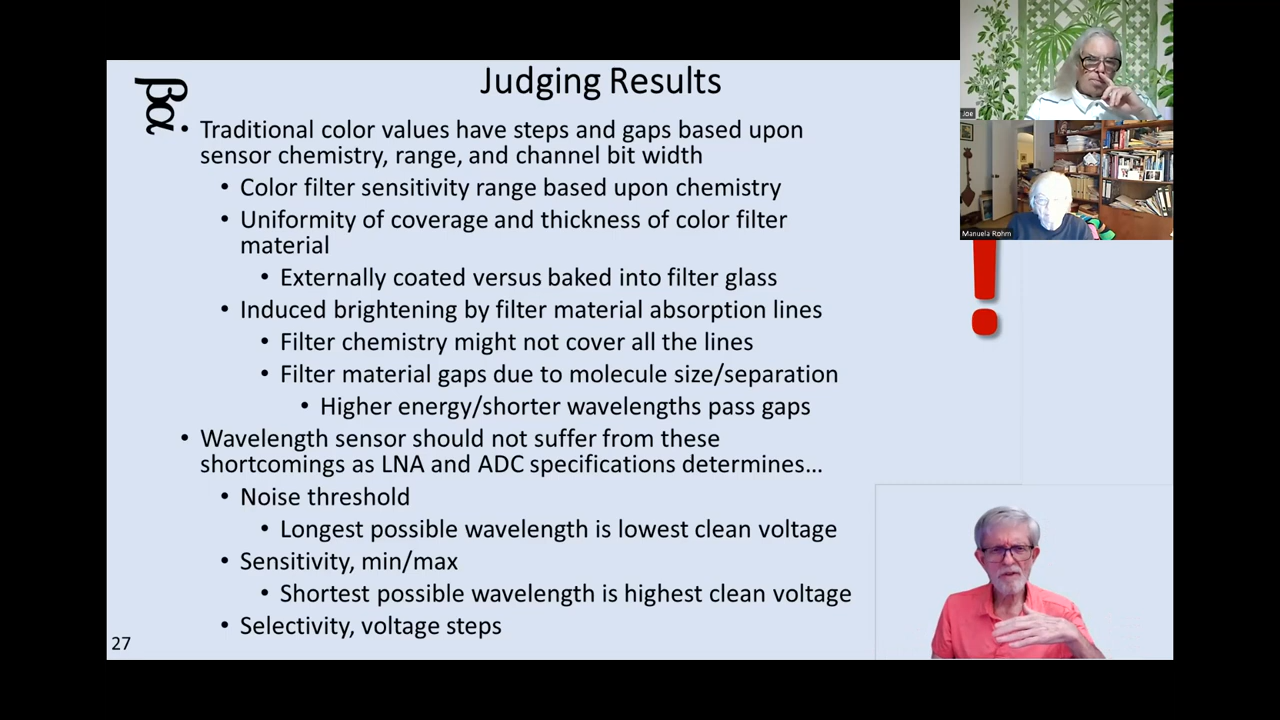 Judging Results
βα
• Traditional color values have steps and gaps based upon
sensor chemistry, range, and channel bit width
• Color filter sensitivity range based upon chemistry
• Uniformity of coverage and thickness of color filter
material
• Externally coated versus baked into filter glass
• Induced brightening by filter material absorption lines
• Filter chemistry might not cover all the lines
• Filter material gaps due to molecule size/separation
• Higher energy/shorter wavelengths pass gaps
• Wavelength sensor should not suffer from these
shortcomings as LNA and ADC specifications determines...
• Noise threshold
• Longest possible wavelength is lowest clean voltage
• Sensitivity, min/max
• Shortest possible wavelength is highest clean voltage
• Selectivity, voltage steps
27
!
Joe
Manuela Rohm